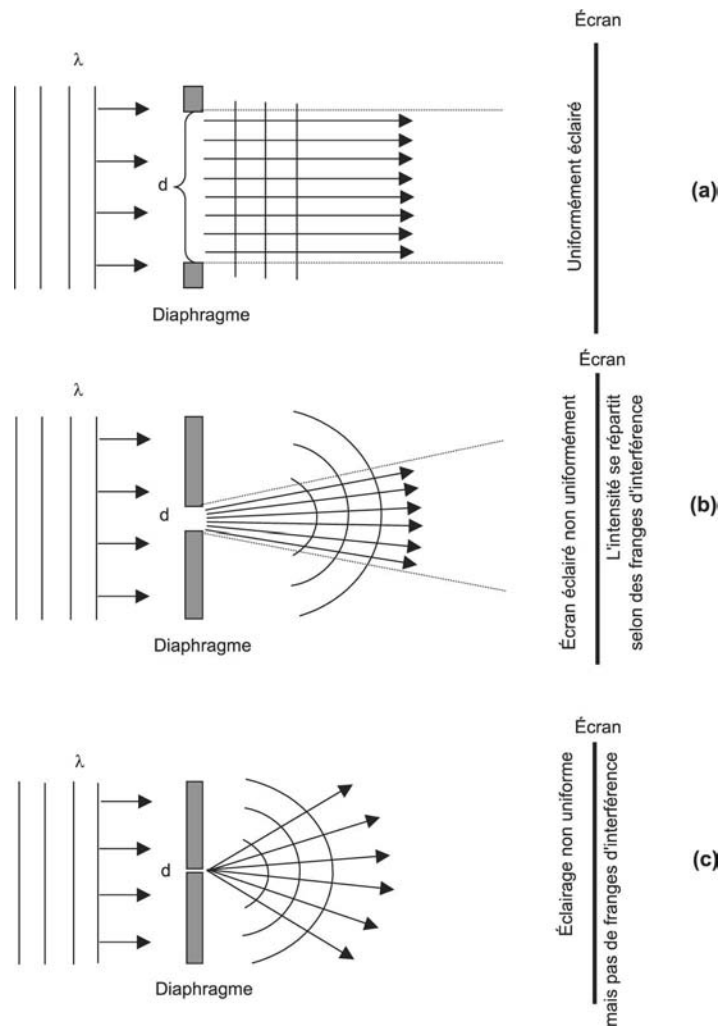 Écran
λ
d
Uniformément éclairé
(a)
Diaphragme
Écran
λ
d
Écran éclairé non uniformément
L'intensité se répartit
selon des franges d'interférence
(b)
Diaphragme
Écran
λ
d
Éclairage non uniforme
mais pas de franges d'interférence
(c)
Diaphragme